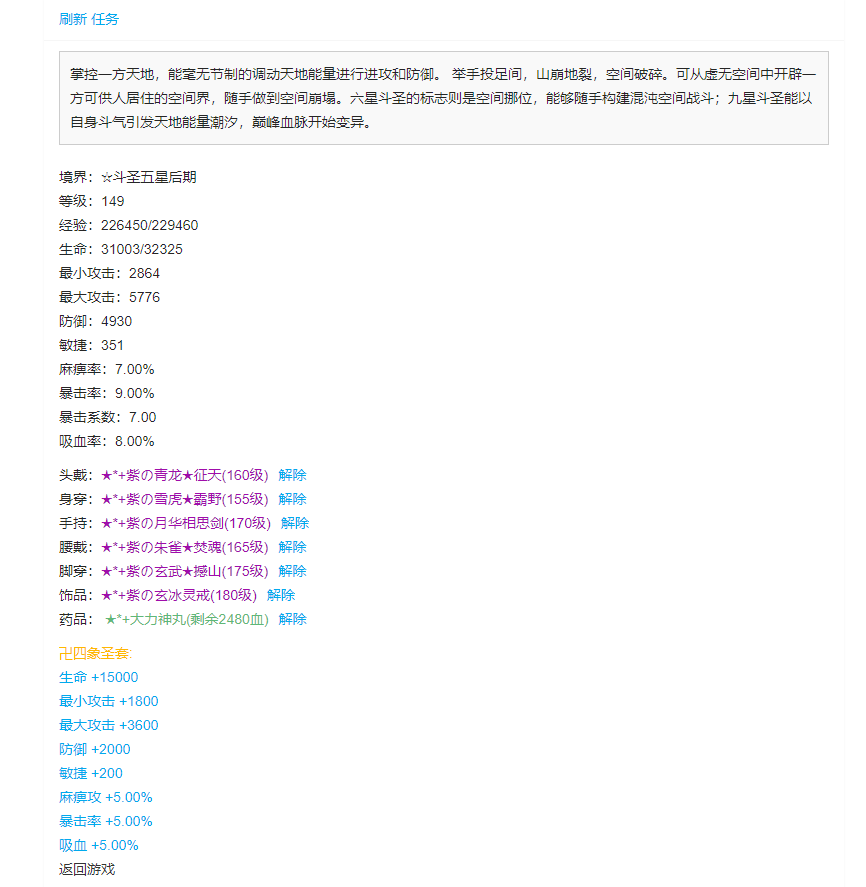 刷新 任务
掌控一方天地，能毫无节制的调动天地能量进行进攻和防御。 举手投足间，山崩地裂，空间破碎。可从虚无空间中开辟一
方可供人居住的空间界，随手做到空间崩塌。六星斗圣的标志则是空间挪位，能够随手构建混沌空间战斗；九星斗圣能以
自身斗气引发天地能量潮汐，巅峰血脉开始变异。
境界：☆斗圣五星后期
等级：149
经验：226450/229460
生命：31003/32325
最小攻击：2864
最大攻击：5776
防御：4930
敏捷：351
麻痹率：7.00%
暴击率：9.00%
暴击系数：7.00
吸血率：8.00%
头戴：★*+紫の青龙★征天(160级) 解除
身穿：★*+紫の雪虎★霸野(155级) 解除
手持：★*+紫の月华相思剑(170级) 解除
腰戴：★*+紫の朱雀★焚魂(165级) 解除
脚穿：★*+紫の玄武★撼山(175级) 解除
饰品：★*+紫の玄冰灵戒(180级) 解除
药品： ★*+大力神丸(剩余2480血) 解除
卍四象圣套:
生命 +15000
最小攻击 +1800
最大攻击 +3600
防御 +2000
敏捷 +200
麻痹攻 +5.00%
暴击率 +5.00%
吸血 +5.00%
返回游戏